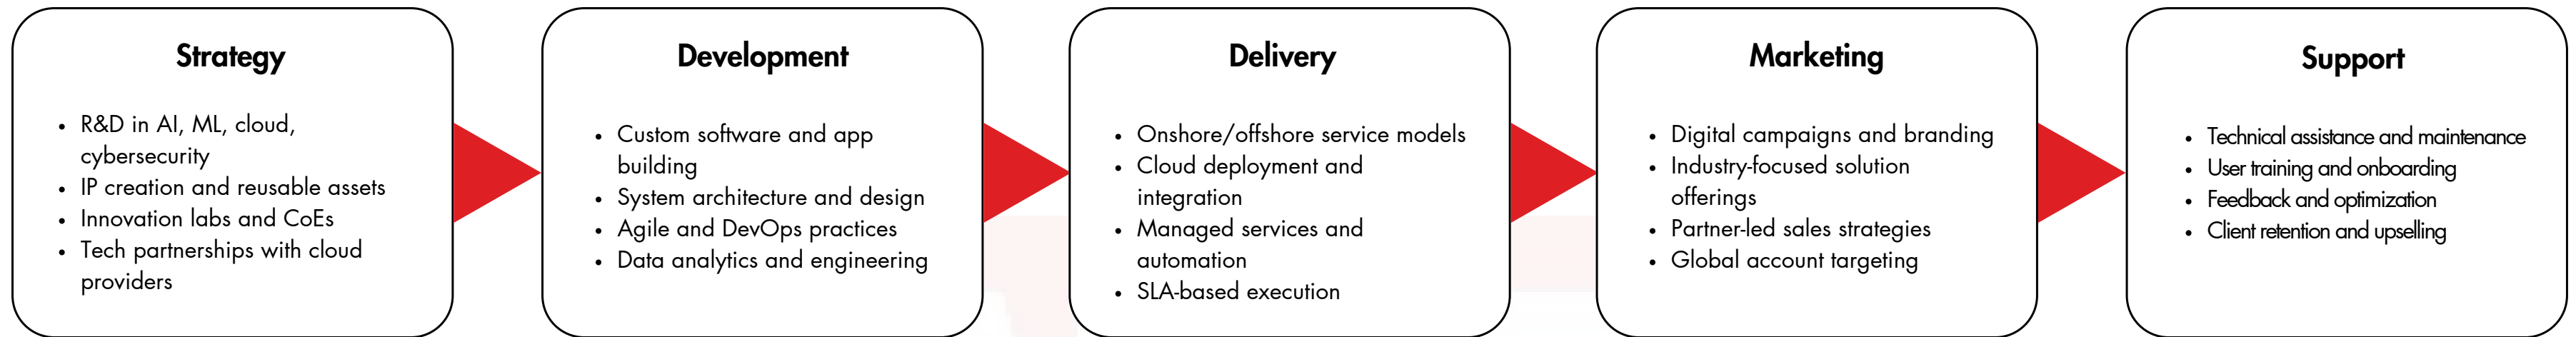 Strategy
• R&D in AI, ML, cloud,
cybersecurity
• IP creation and reusable assets
• Innovation labs and CoEs
• Tech partnerships with cloud
providers
Development
• Custom software and app
building
• System architecture and design
• Agile and DevOps practices
• Data analytics and engineering
Delivery
• Onshore/offshore service models
• Cloud deployment and
integration
• Managed services and
automation
• SLA-based execution
Marketing
• Digital campaigns and branding
• Industry-focused solution
offerings
• Partner-led sales strategies
• Global account targeting
Support
• Technical assistance and maintenance
• User training and onboarding
• Feedback and optimization
• Client retention and upselling